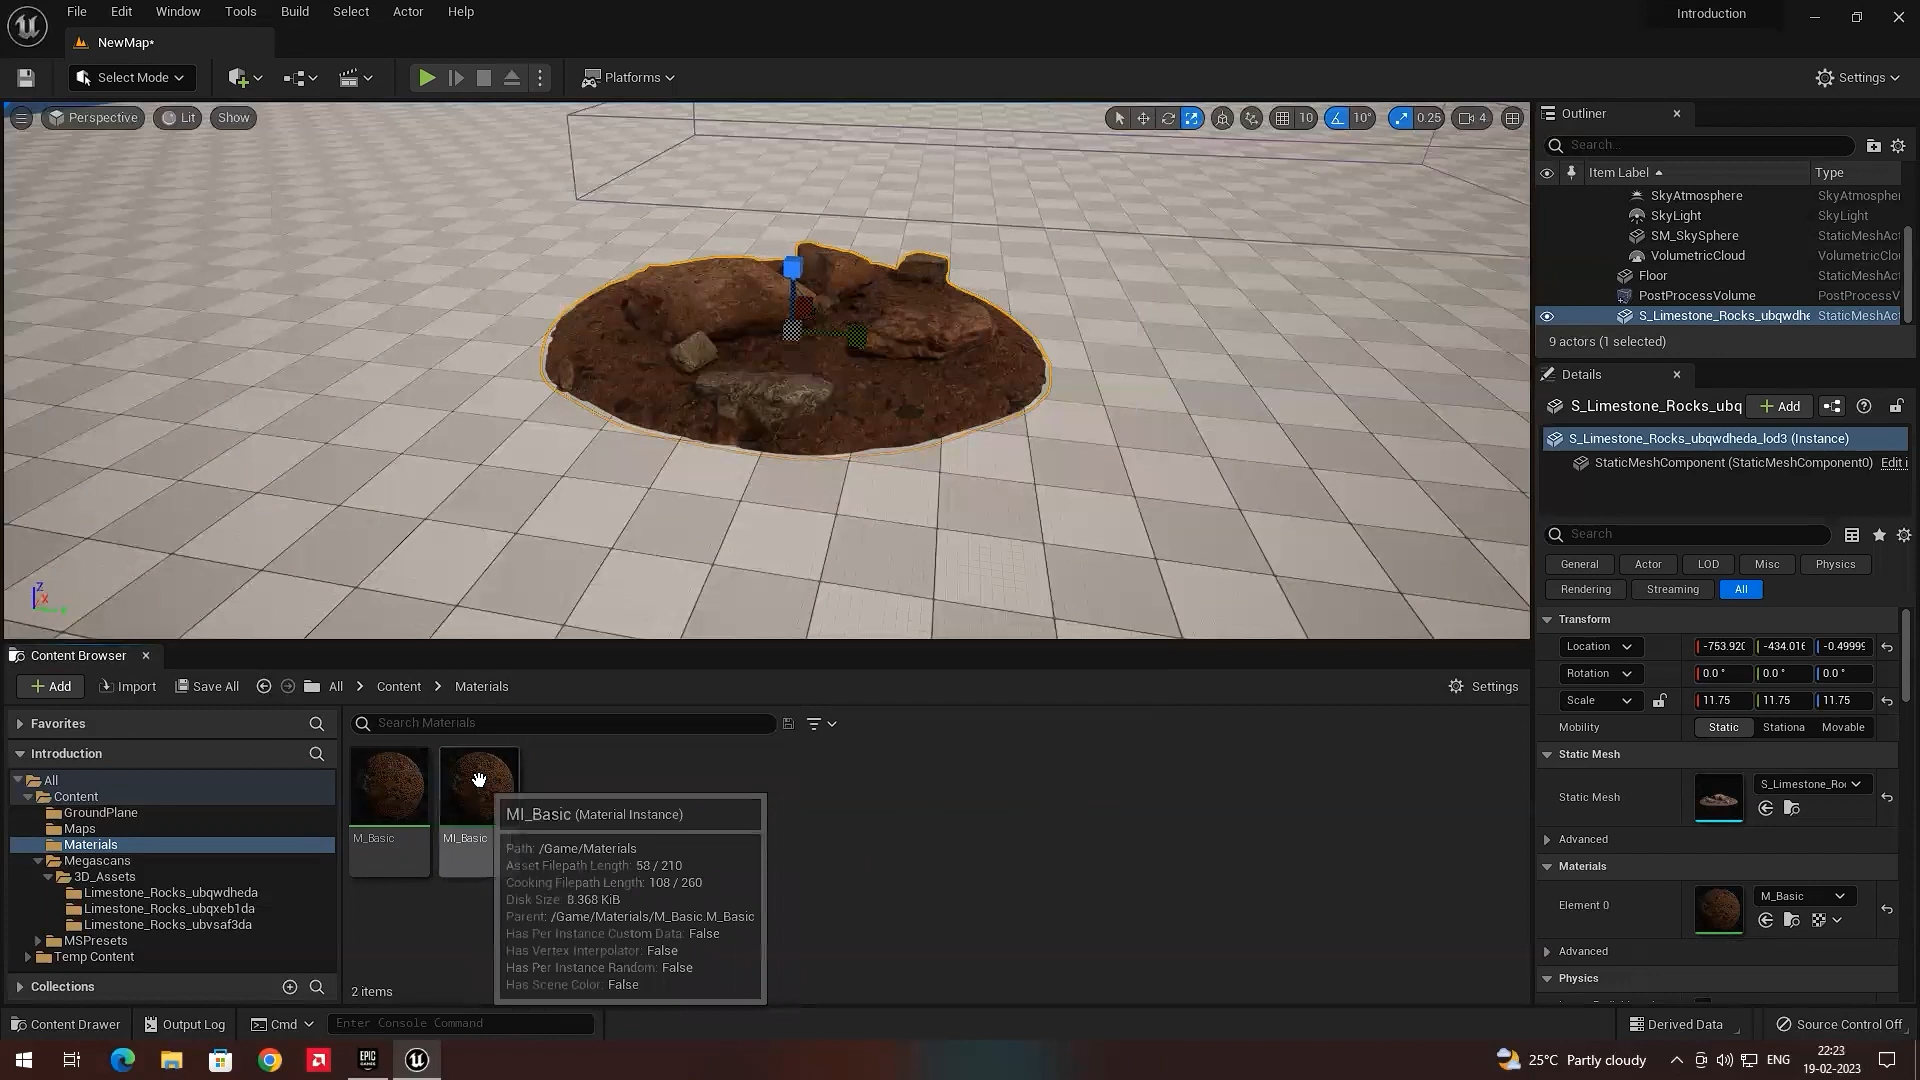 File Edit Window Tools Build Select Actor Help
Introduction
NewMap*
Select Mode
Platforms
Settings
Perspective
Lit
Show
10
10°
0.25
4
Outliner
Search...
Item Label
Type
SkyAtmosphere
SkyAtmospher
SkyLight
SkyLight
SM_SkySphere
StaticMeshAct
VolumetricCloud
VolumetricClou
Floor
StaticMeshAct
PostProcessVolume
PostProcessV
S_Limestone_Rocks_ubqwdhe
StaticMeshAct
9 actors (1 selected)
Details
S_Limestone_Rocks_ubq
Add
S_Limestone_Rocks_ubqwdheda_lod3 (Instance)
StaticMeshComponent (StaticMeshComponent0)
Edit i
Search
General
Actor
LOD
Misc
Physics
Rendering
Streaming
All
Transform
Location
-753.920
-434.016
-0.49999
Rotation
0.0 °
0.0 °
0.0 °
Scale
11.75
11.75
11.75
Mobility
Static
Stationa
Movable
Static Mesh
Static Mesh
S_Limestone_Ro
Advanced
Materials
Element 0
M_Basic
Advanced
Physics
Content Browser
Add
Import
Save All
All
Content
Materials
Settings
Favorites
Search Materials
Introduction
All
Content
GroundPlane
Maps
Materials
Megascans
3D_Assets
Limestone_Rocks_ubqwdheda
Limestone_Rocks_ubqxeb1da
Limestone_Rocks_ubvsaf3da
MSPresets
Temp Content
Collections
M_Basic
MI_Basic
MI_Basic (Material Instance)
Path: /Game/Materials
Asset Filepath Length: 58 / 210
Cooking Filepath Length: 108 / 260
Disk Size: 8.368 KiB
Parent: /Game/Materials/M_Basic.M_Basic
Has Per Instance Custom Data: False
Has Vertex Interpolator: False
Has Per Instance Random: False
Has Scene Color: False
2 items
Content Drawer
Output Log
Cmd
Enter Console Command
Derived Data
Source Control Off
EPIC
GAMES
25°C Partly cloudy
ENG
22:23
19-02-2023
Z
X